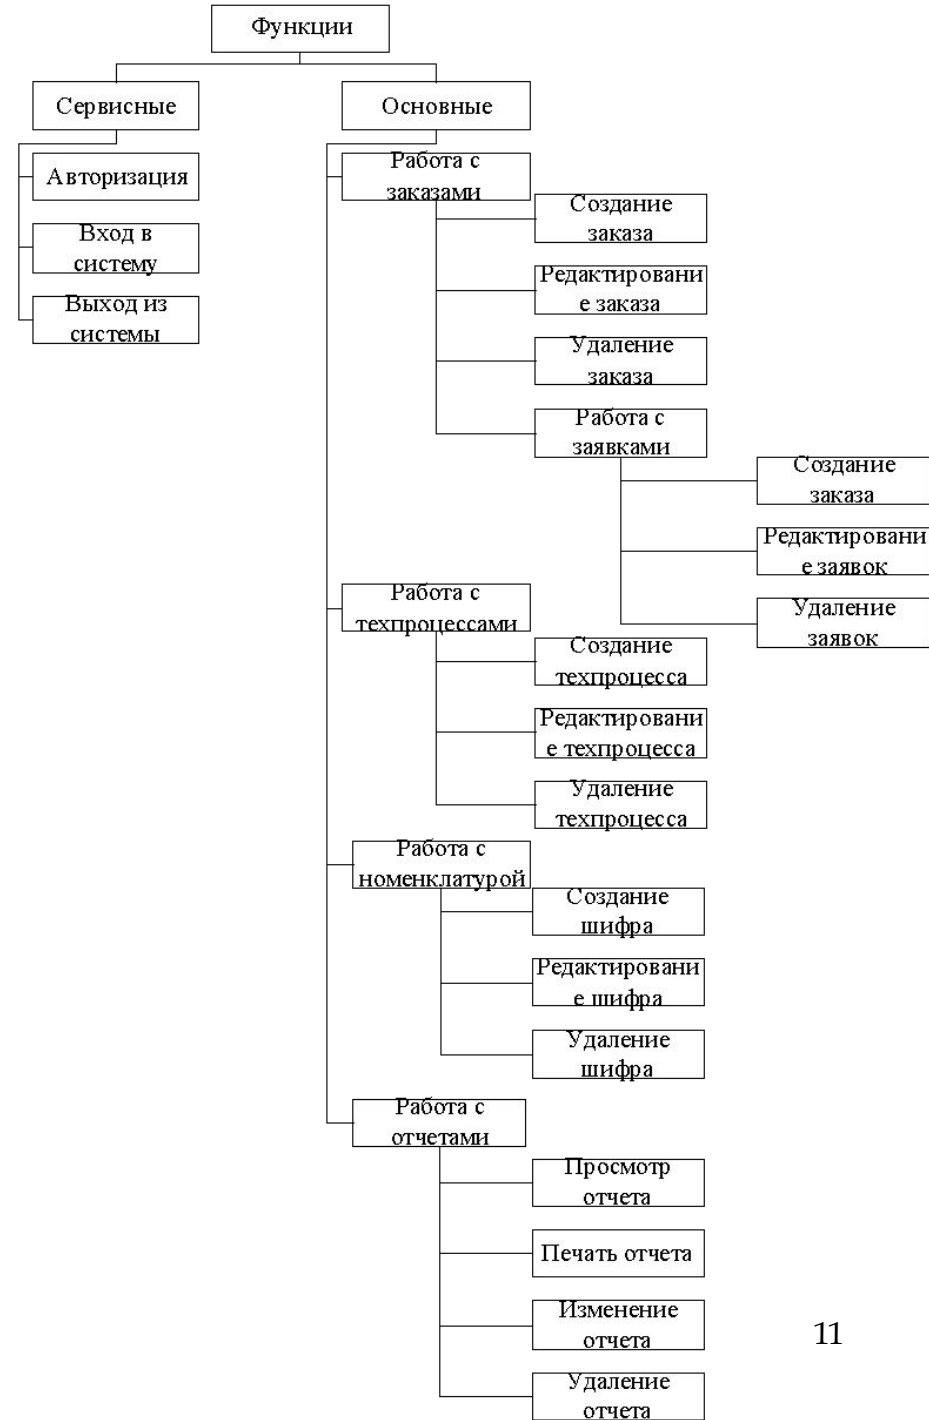 Функции
Сервисные
Основные
Авторизация
Вход в
систему
Выход из
системы
Работа с
заказами
Создание
заказа
Редактировани
е заказа
Удаление
заказа
Работа с
заявками
Создание
заказа
Редактировани
е заявок
Удаление
заявок
Работа с
техпроцессами
Создание
техпроцесса
Редактировани
е техпроцесса
Удаление
техпроцесса
Работа с
номенклатурой
Создание
шифра
Редактировани
е шифра
Удаление
шифра
Работа с
отчетами
Просмотр
отчета
Печать отчета
Изменение
отчета
Удаление
отчета
11